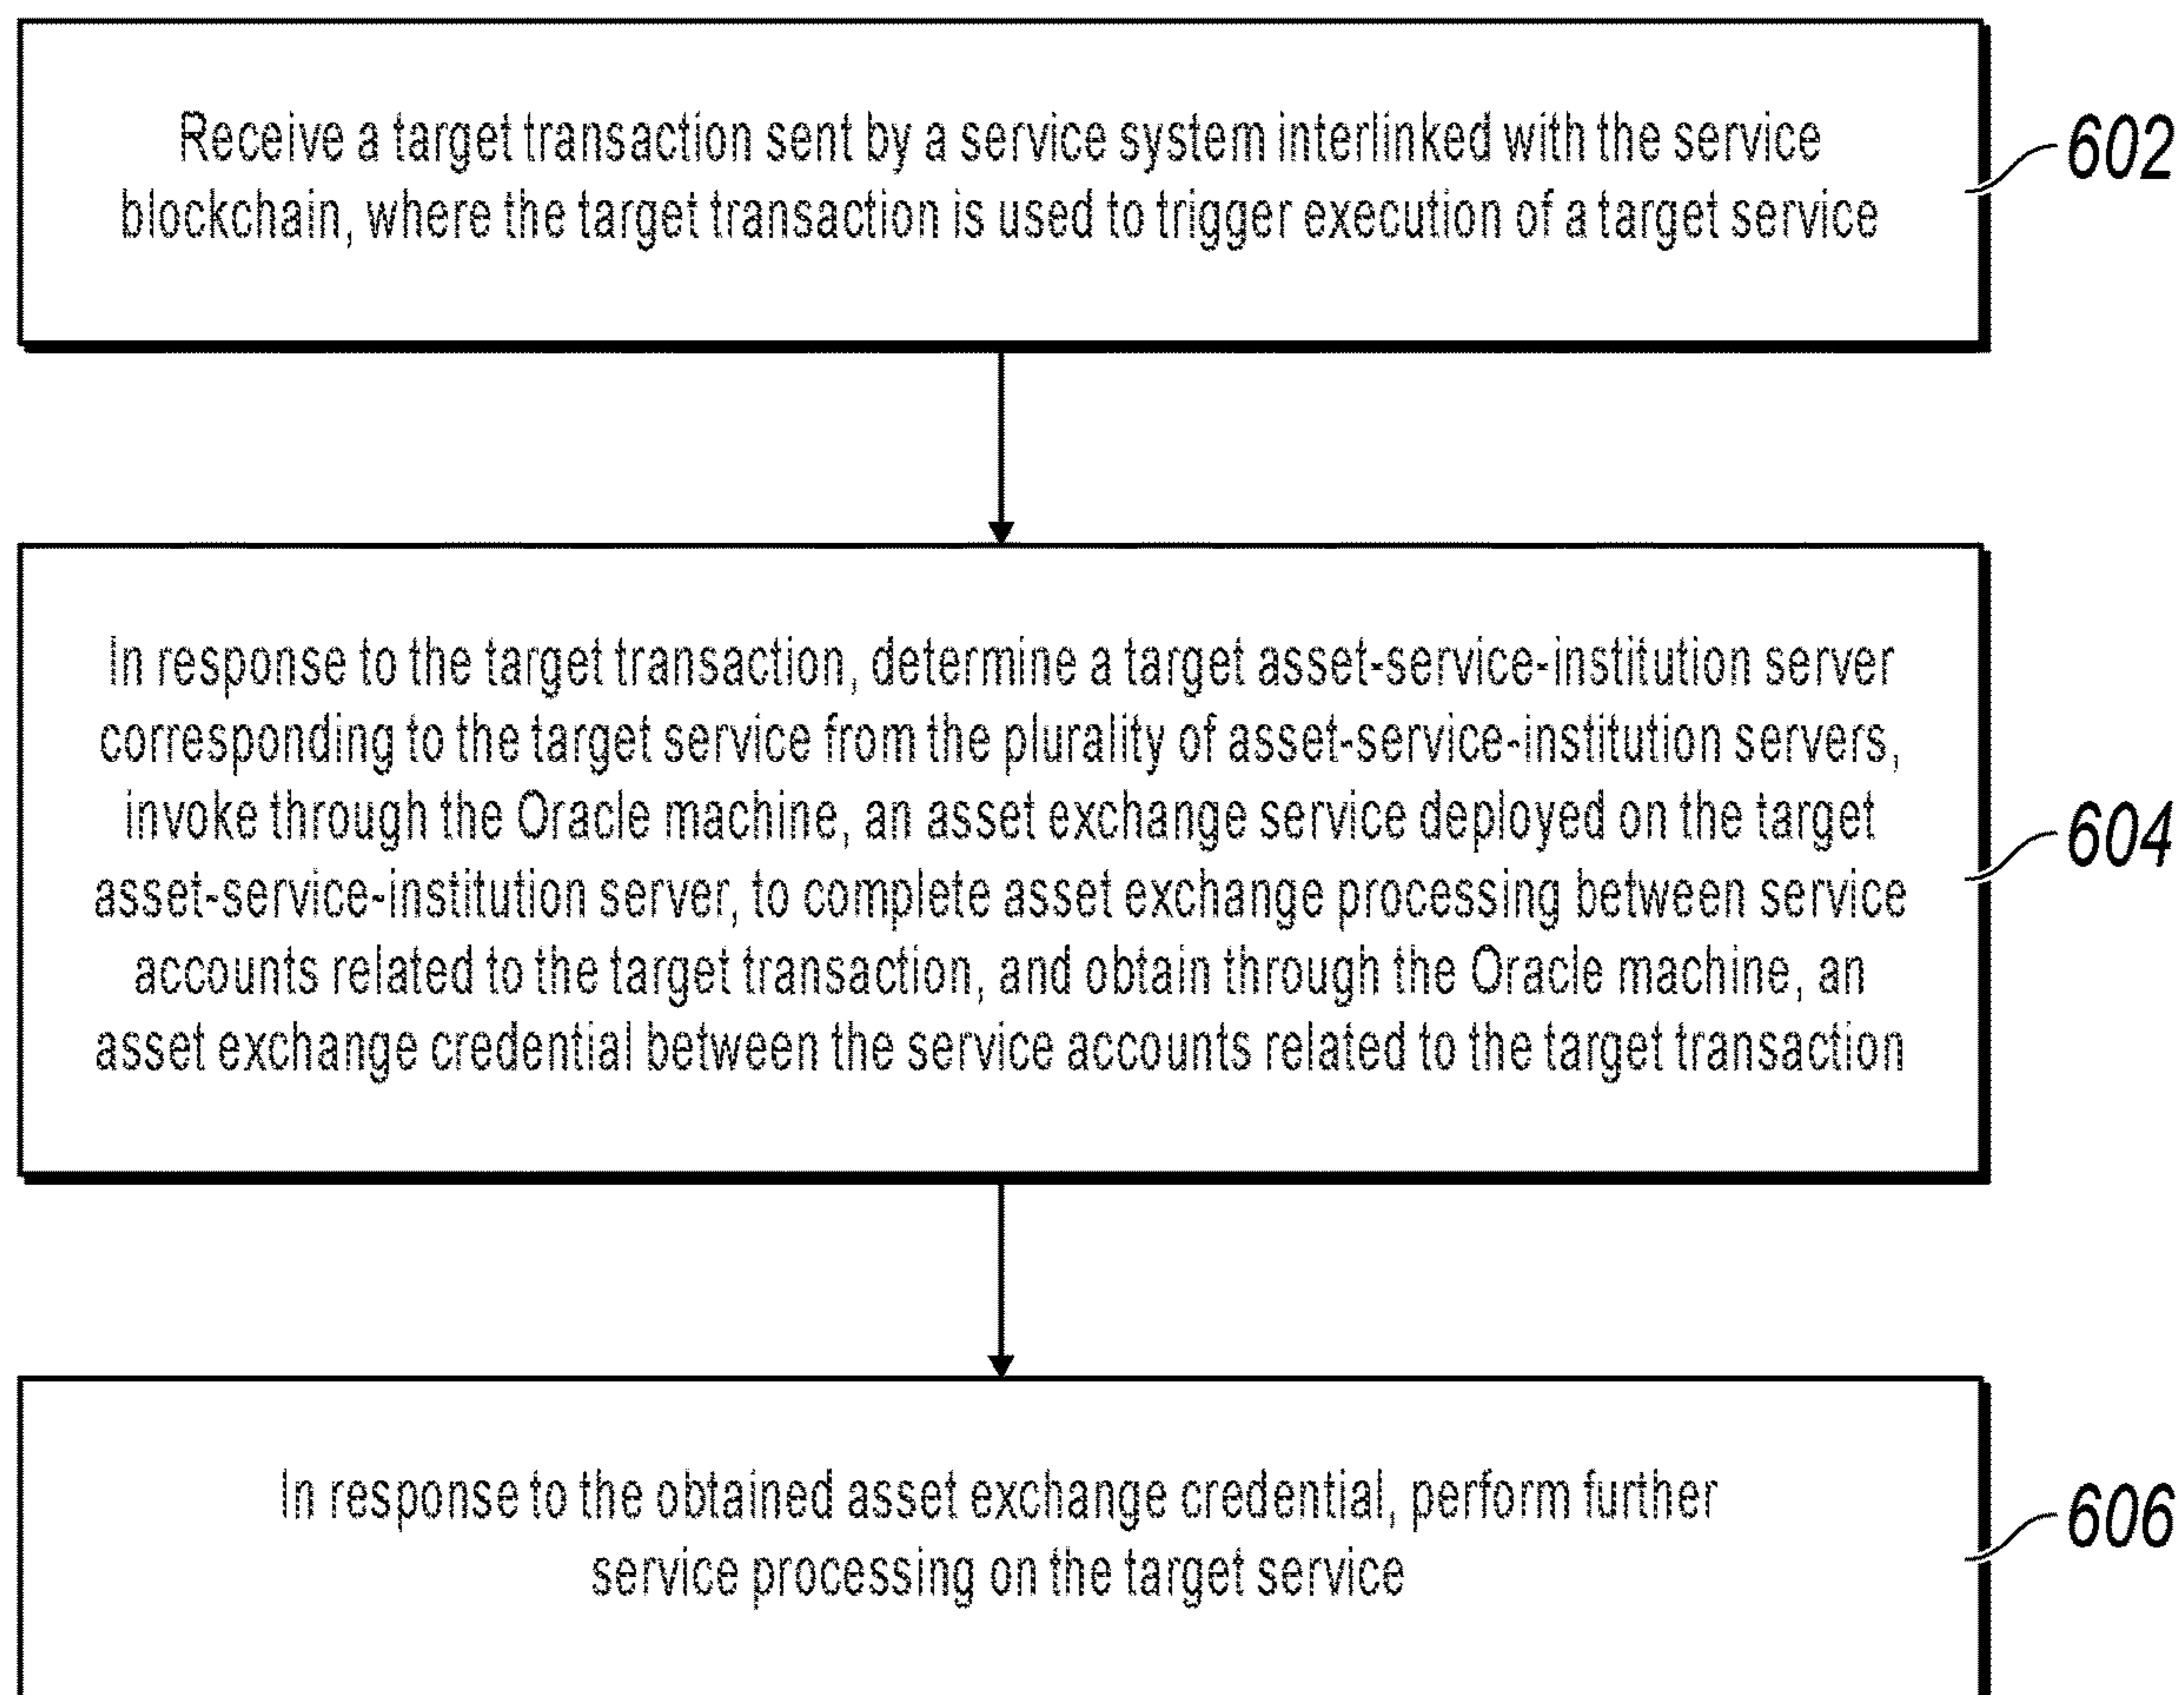 Receive a target transaction sent by a service system interlinked with the service
blockchain, where the target transaction is used to trigger execution of a target service
602
In response to the target transaction, determine a target asset-service-institution server
corresponding to the target service from the plurality of asset-service-institution servers,
invoke through the Oracle machine, an asset exchange service deployed on the target
asset-service-institution server, to complete asset exchange processing between service
accounts related to the target transaction, and obtain through the Oracle machine, an
asset exchange credential between the service accounts related to the target transaction
604
In response to the obtained asset exchange credential, perform further
service processing on the target service
606